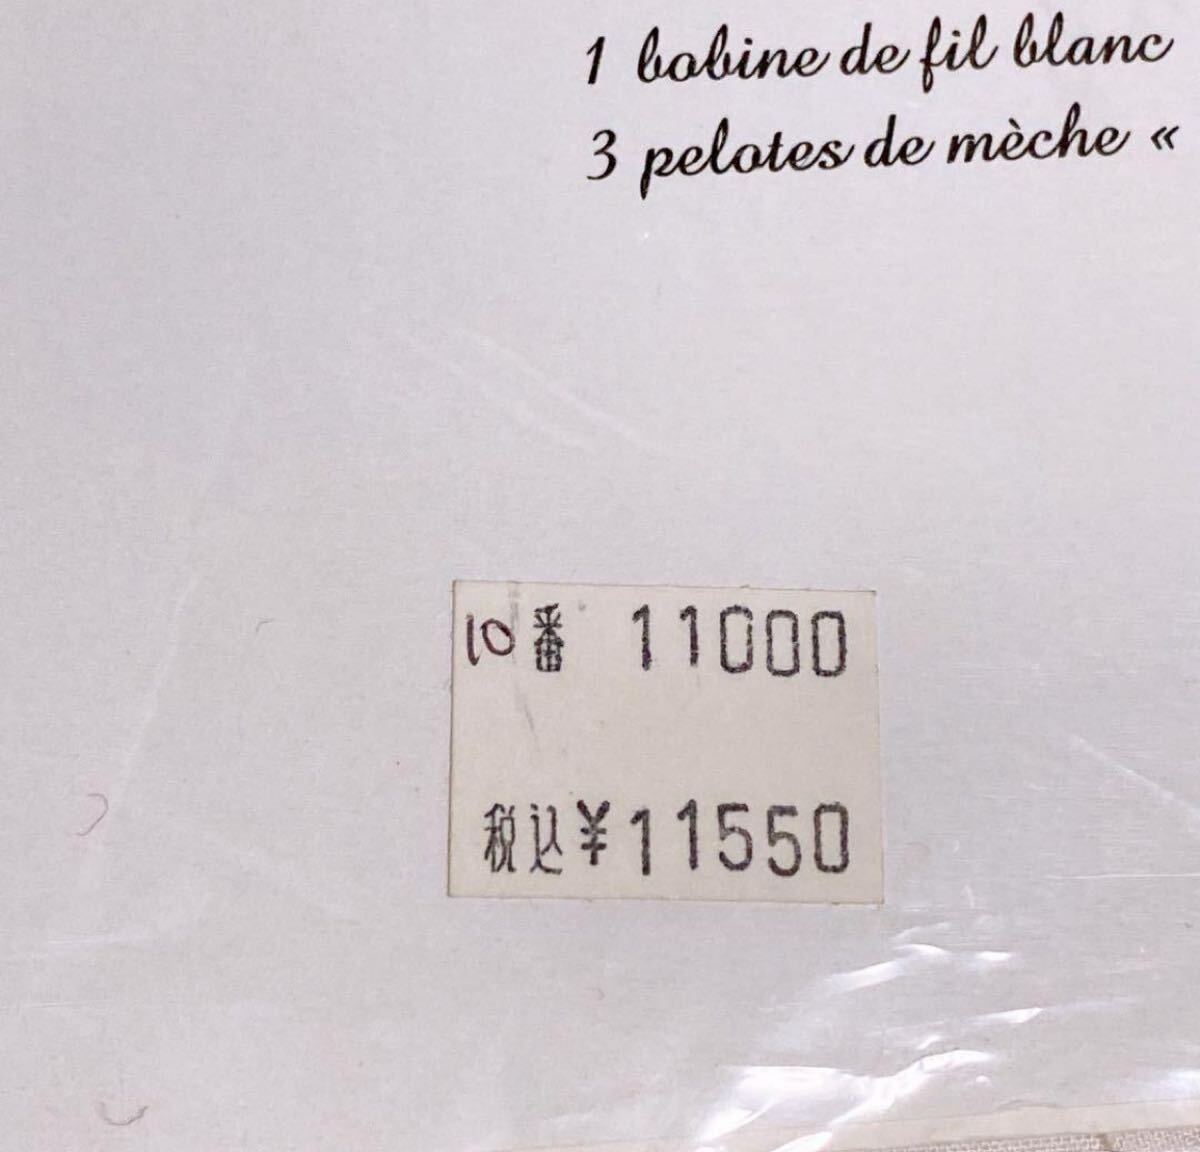 1 bobine de fil blanc
3 pelotes de mèche «
10番 11000
税込¥11550